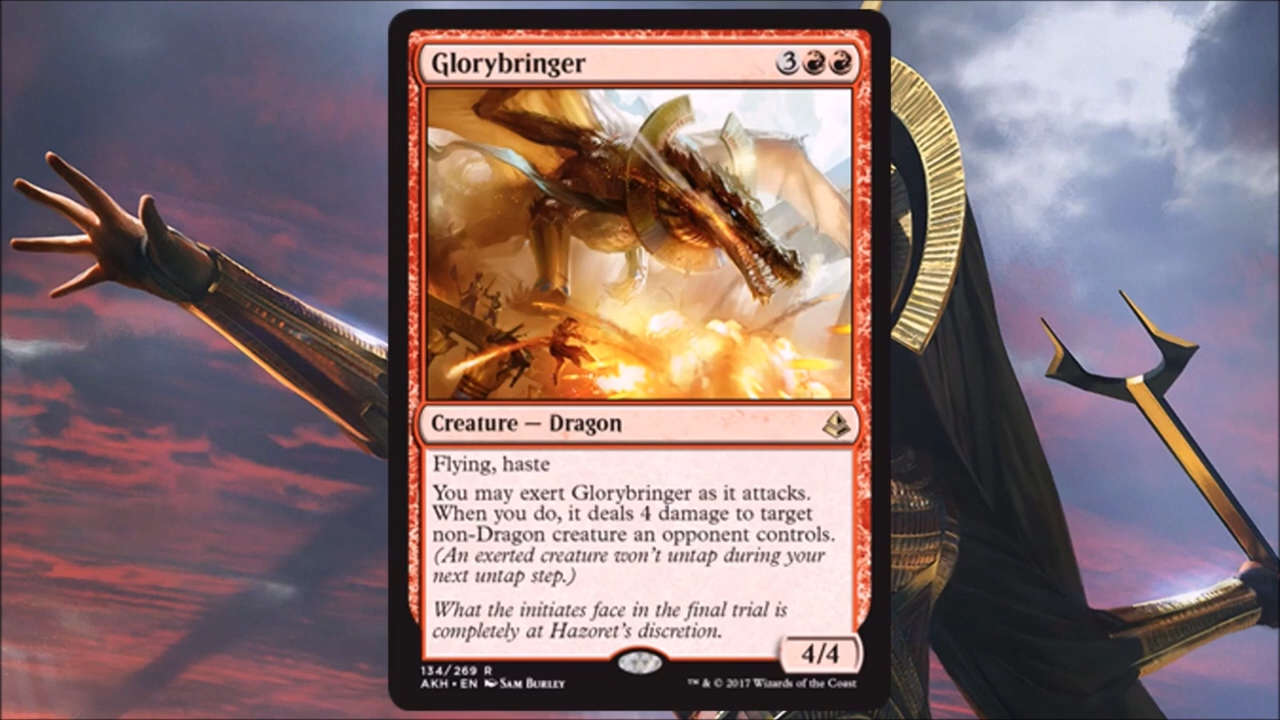 Glorybringer 3
Creature — Dragon
Flying, haste
You may exert Glorybringer as it attacks.
When you do, it deals 4 damage to target
non-Dragon creature an opponent controls.
(An exerted creature won't untap during your
next untap step.)
What the initiates face in the final trial is
completely at Hazoret's discretion.
4/4
134/269 R
AKH • EN Sam Burley
™ & © 2017 Wizards of the Coast